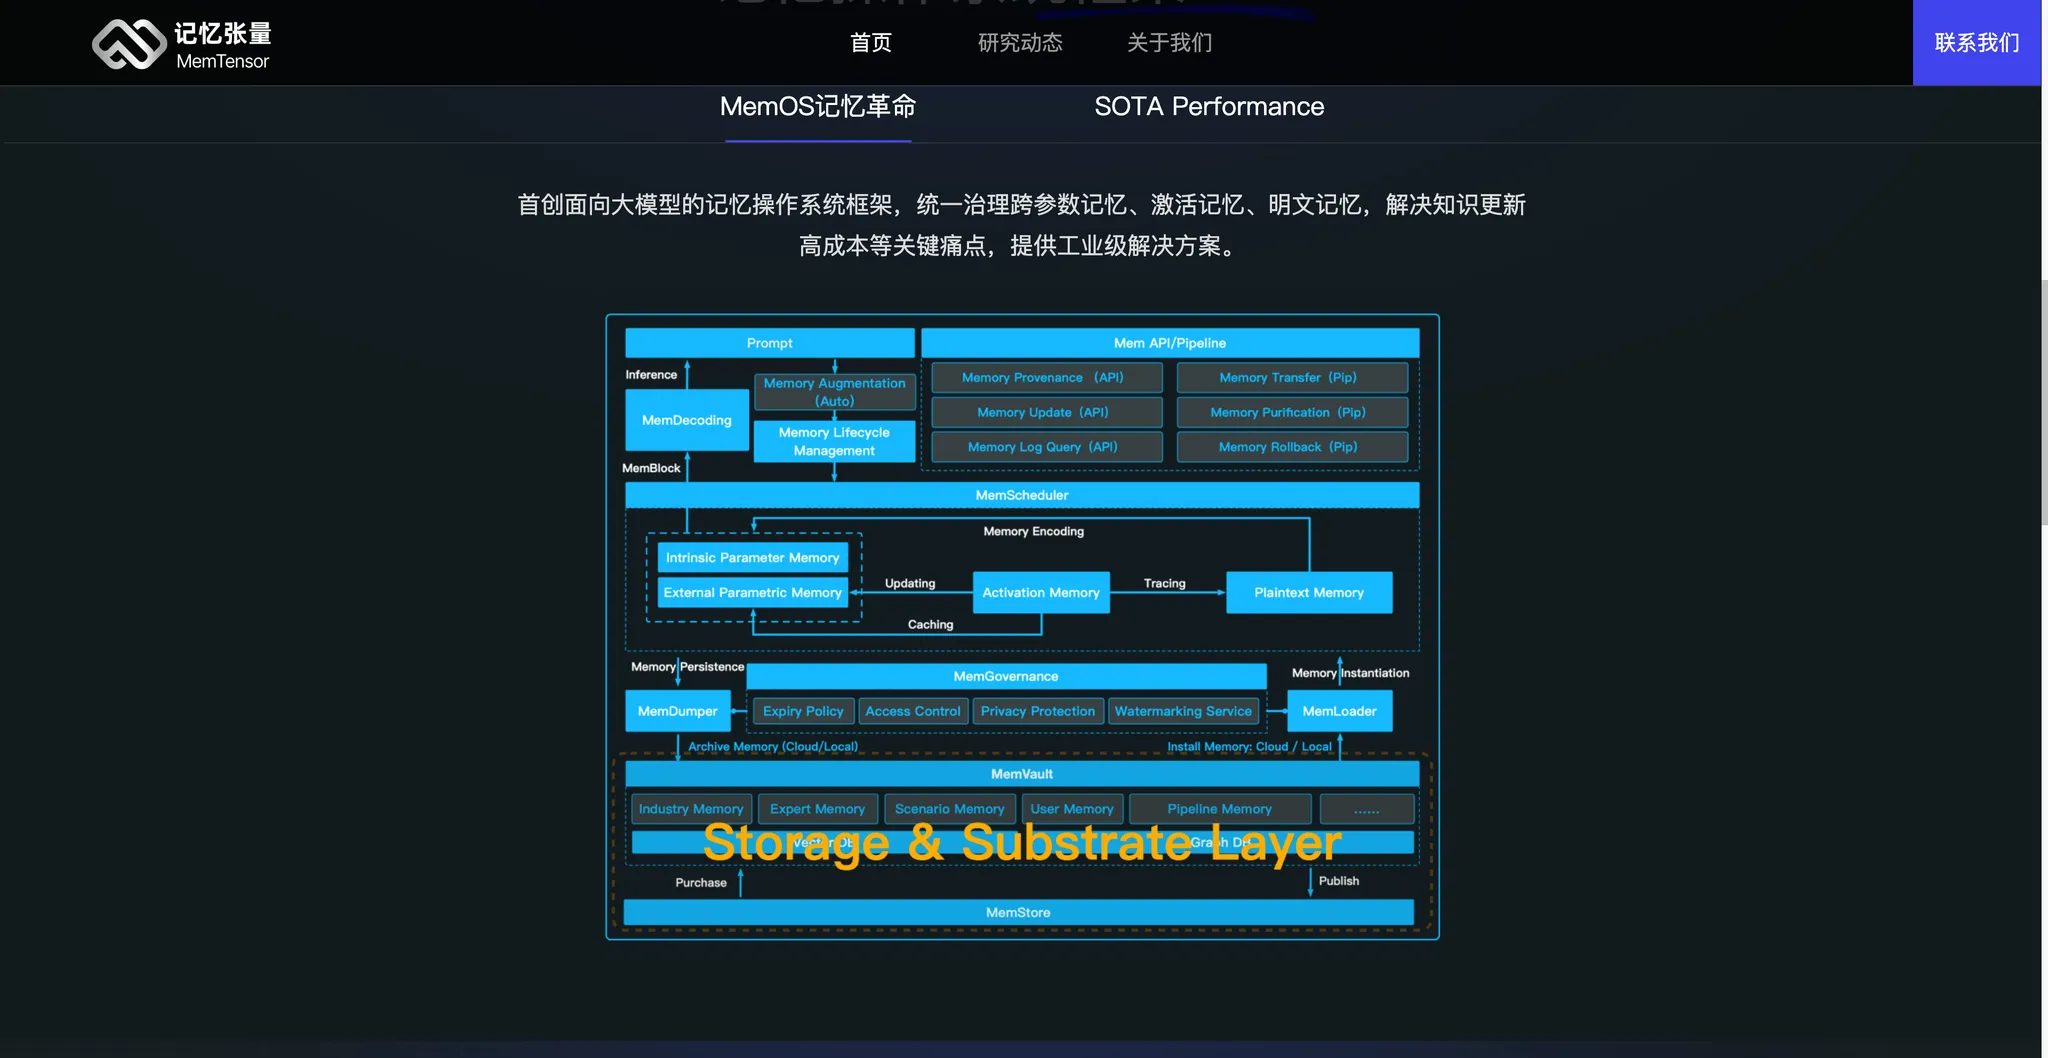 记忆张量
MemTensor
首页
研究动态
关于我们
联系我们
MemOS记忆革命
SOTA Performance
首创面向大模型的记忆操作系统框架，统一治理跨参数记忆、激活记忆、明文记忆，解决知识更新
高成本等关键痛点，提供工业级解决方案。
Prompt
Mem API/Pipeline
Inference
Memory Augmentation
(Auto)
MemDecoding
Memory Lifecycle
Management
MemBlock
Memory Provenance （API）
Memory Transfer（Pip）
Memory Update（API）
Memory Purification（Pip）
Memory Log Query（API）
Memory Rollback（Pip）
MemScheduler
Memory Encoding
Intrinsic Parameter Memory
External Parametric Memory
Updating
Activation Memory
Tracing
Plaintext Memory
Caching
Memory Persistence
MemGovernance
Memory Instantiation
MemDumper
Expiry Policy
Access Control
Privacy Protection
Watermarking Service
MemLoader
Archive Memory (Cloud/Local)
Install Memory: Cloud / Local
MemVault
Industry Memory
Expert Memory
Scenario Memory
User Memory
Pipeline Memory
......
Storage & Substrate Layer
Purchase
Publish
MemStore